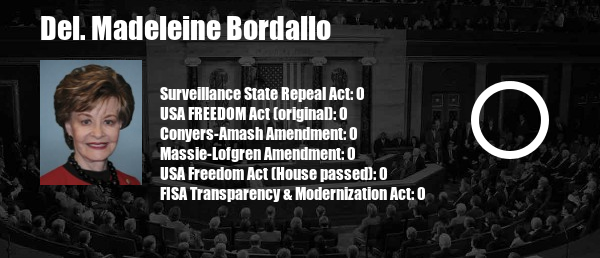 Del. Madeleine Bordallo
Surveillance State Repeal Act: 0
USA FREEDOM Act (original): 0
Conyers-Amash Amendment: 0
Massie-Lofgren Amendment: 0
USA Freedom Act (House passed): 0
FISA Transparency & Modernization Act: 0